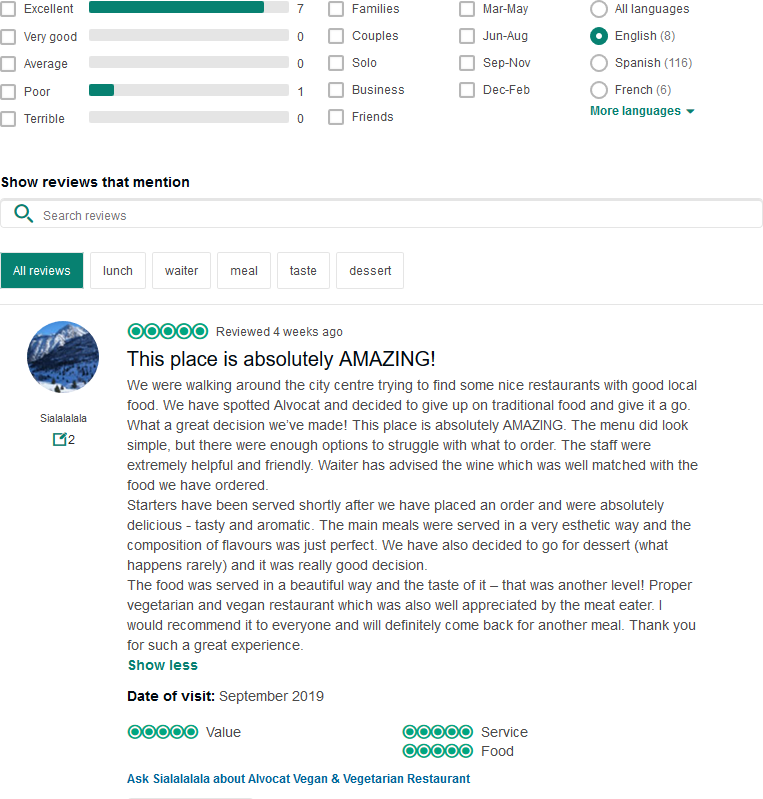 Excellent 7 Families Mar-May All languages
Very good 0 Couples Jun-Aug English (8)
Average 0 Solo Sep-Nov Spanish (116)
Poor 1 Business Dec-Feb French (6)
Terrible 0 Friends More languages
Show reviews that mention
Search reviews
All reviews lunch waiter meal taste dessert
Reviewed 4 weeks ago
This place is absolutely AMAZING!
Sialalalala
2
We were walking around the city centre trying to find some nice restaurants with good local
food. We have spotted Alvocat and decided to give up on traditional food and give it a go.
What a great decision we've made! This place is absolutely AMAZING. The menu did look
simple, but there were enough options to struggle with what to order. The staff were
extremely helpful and friendly. Waiter has advised the wine which was well matched with the
food we have ordered.
Starters have been served shortly after we have placed an order and were absolutely
delicious - tasty and aromatic. The main meals were served in a very esthetic way and the
composition of flavours was just perfect. We have also decided to go for dessert (what
happens rarely) and it was really good decision.
The food was served in a beautiful way and the taste of it – that was another level! Proper
vegetarian and vegan restaurant which was also well appreciated by the meat eater. I
would recommend it to everyone and will definitely come back for another meal. Thank you
for such a great experience.
Show less
Date of visit: September 2019
Value Service
Food
Ask Sialalalala about Alvocat Vegan & Vegetarian Restaurant